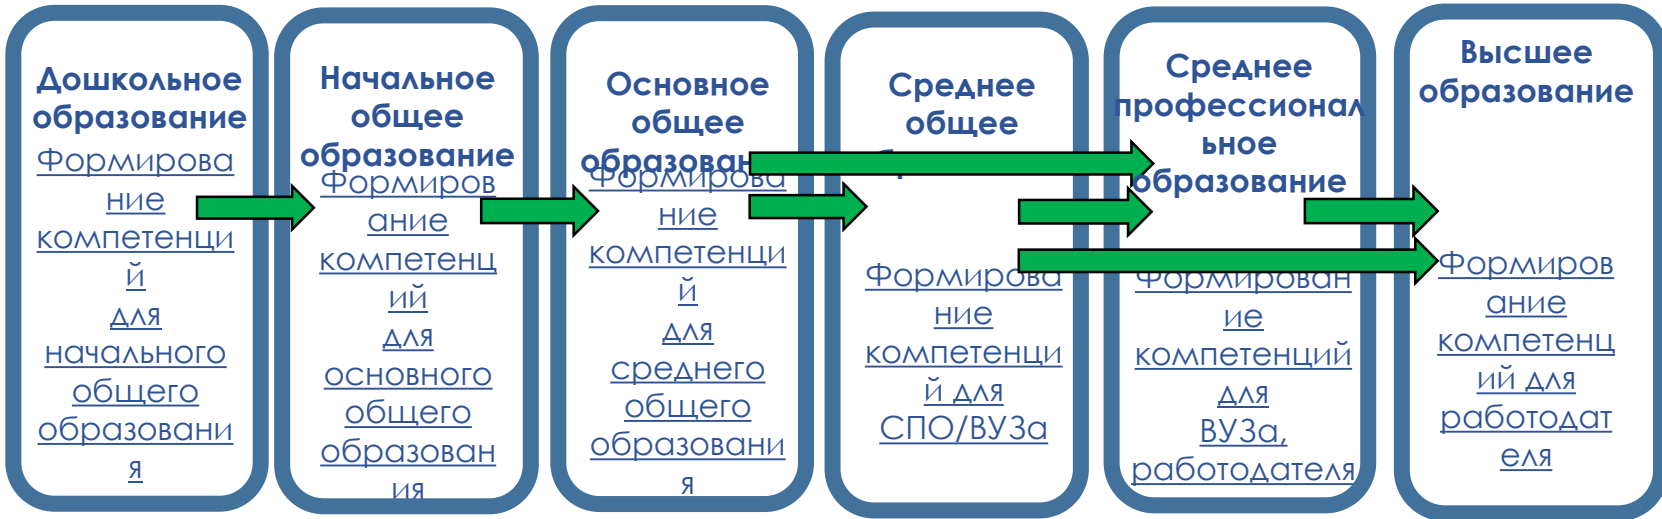 Дошкольное
образование
Формирова
ние
компетенци
й
для
начального
общего
образовани
я
Начальное
общее
образование
Формиров
ание
компетенц
ий
для
основного
общего
образован
ия
Основное
общее
образован
Формирова
ние
компетенци
й
для
среднего
общего
образовани
я
Среднее
общее
Формирова
ние
компетенци
й для
СПО/ВУЗа
Среднее
профессионал
ьное
образование
Формирован
ие
компетенций
для
ВУЗа,
работодателя
Высшее
образование
Формиров
ание
компетенц
ий для
работодат
еля